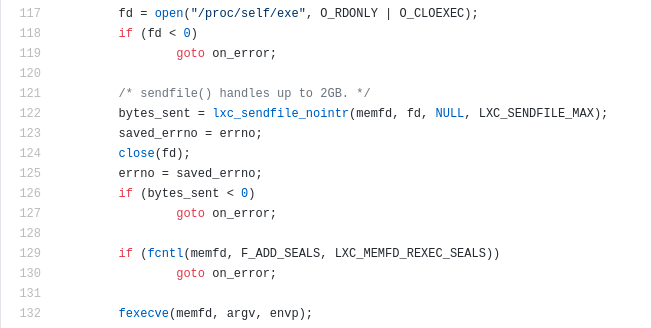 117 fd = open("/proc/self/exe", O_RDONLY | O_CLOEXEC);
118 if (fd < 0)
119 goto on_error;
120
121 /* sendfile() handles up to 2GB. */
122 bytes_sent = lxc_sendfile_nointr(memfd, fd, NULL, LXC_SENDFILE_MAX);
123 saved_errno = errno;
124 close(fd);
125 errno = saved_errno;
126 if (bytes_sent < 0)
127 goto on_error;
128
129 if (fcntl(memfd, F_ADD_SEALS, LXC_MEMFD_REXEC_SEALS))
130 goto on_error;
131
132 fexecve(memfd, argv, envp);